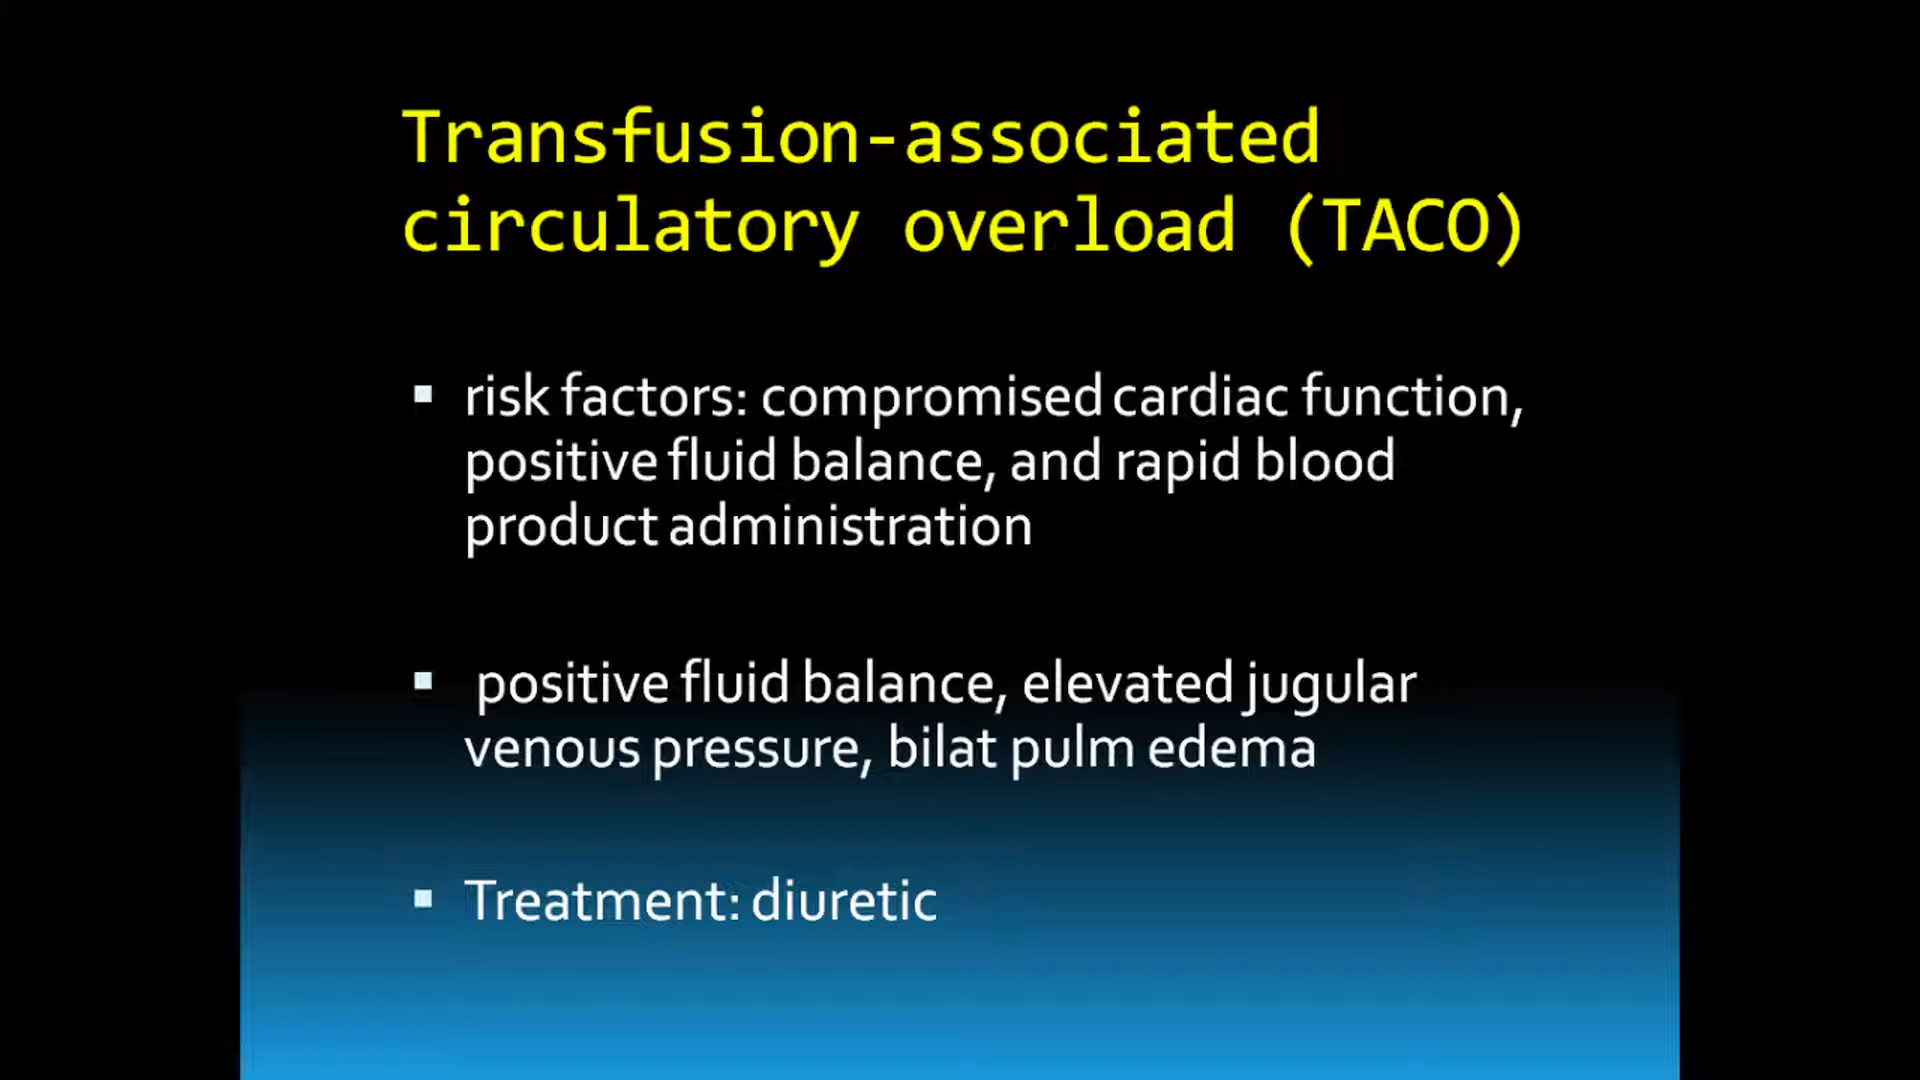 Transfusion-associated
circulatory overload (TACO)
▪ risk factors: compromised cardiac function,
positive fluid balance, and rapid blood
product administration
▪ positive fluid balance, elevated jugular
venous pressure, bilat pulm edema
▪ Treatment: diuretic